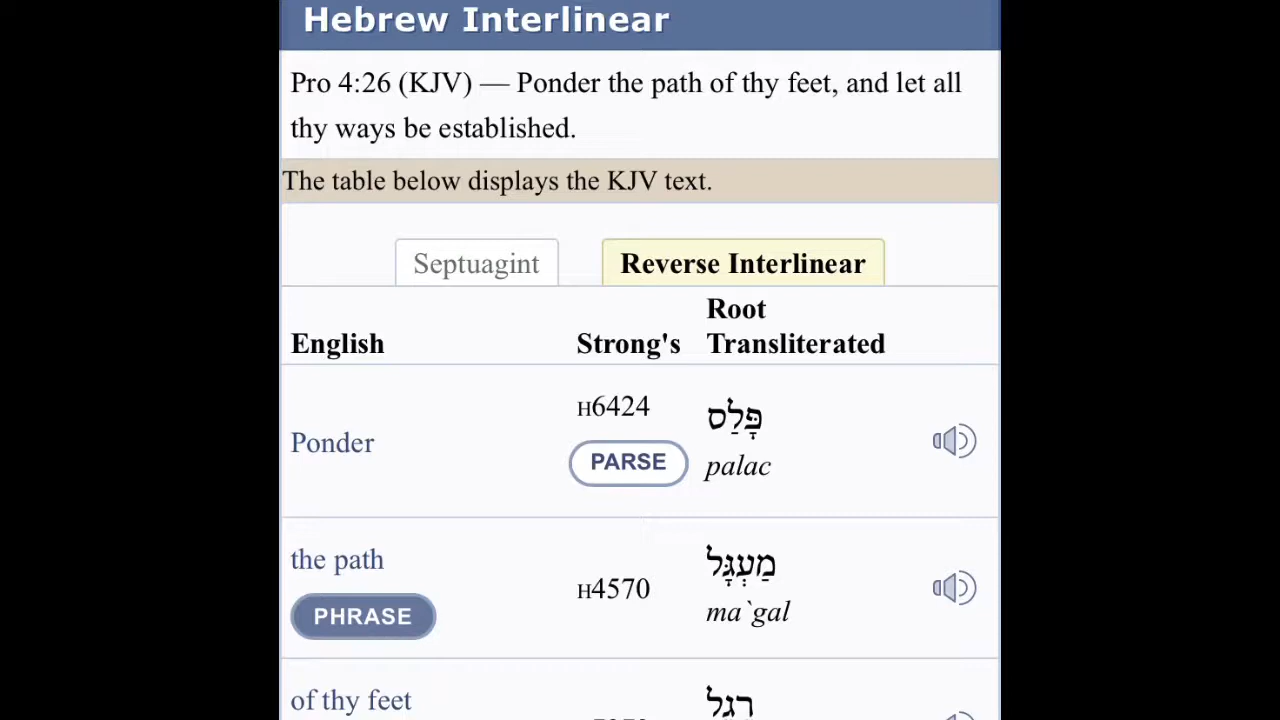 Hebrew Interlinear
Pro 4:26 (KJV) — Ponder the path of thy feet, and let all
thy ways be established.
The table below displays the KJV text.
Septuagint
Reverse Interlinear
English
Strong's
Root
Transliterated
Ponder
H6424
PARSE
פָּלַס
palac
the path
PHRASE
H4570
מַעְגָּל
ma`gal
of thy feet
רֶגֶל